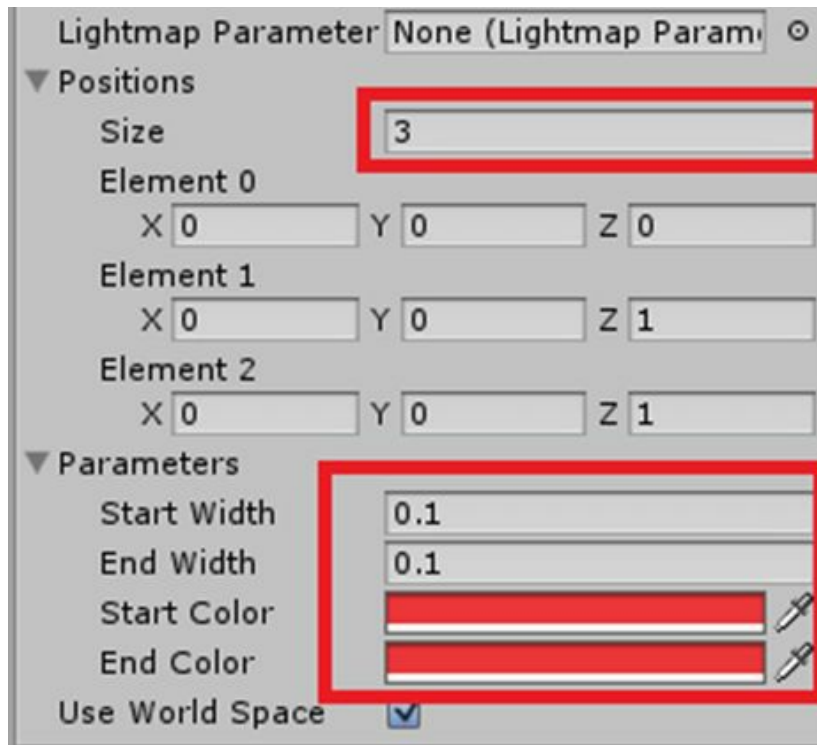 Lightmap Parameter None (Lightmap Param
Positions
Size 3
Element 0
X 0 Y 0 Z 0
Element 1
X 0 Y 0 Z 1
Element 2
X 0 Y 0 Z 1
Parameters
Start Width 0.1
End Width 0.1
Start Color
End Color
Use World Space